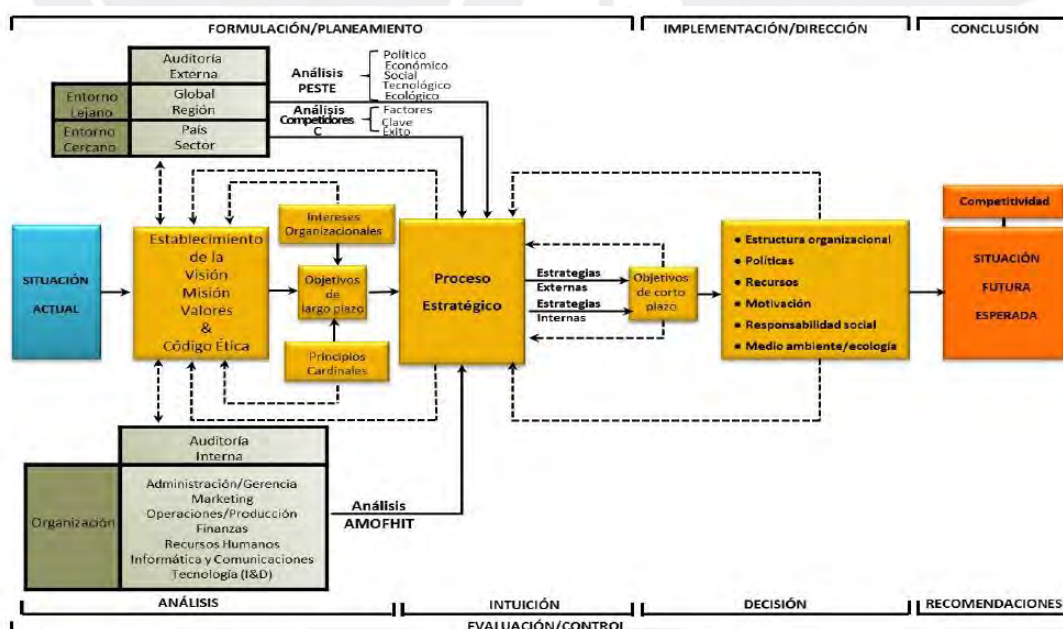 FORMULACIÓN/PLANEAMIENTO
IMPLEMENTACIÓN/DIRECCIÓN
CONCLUSIÓN
Auditoría
Externa
Entorno
Lejano
Global
Región
Entorno
Cercano
País
Sector
Análisis
PESTE
Político
Económico
Social
Tecnológico
Ecológico
Análisis
Competidores
C
Factores
Clave
Éxito
SITUACIÓN
ACTUAL
Establecimiento
de la
Visión
Misión
Valores
&
Código Ética
Intereses
Organizacionales
Objetivos
de
largo plazo
Principios
Cardinales
Proceso
Estratégico
Estrategias
Externas
Estrategias
Internas
Objetivos
de corto
plazo
• Estructura organizacional
• Políticas
• Recursos
• Motivación
• Responsabilidad social
• Medio ambiente/ecología
Competitividad
SITUACIÓN
FUTURA
ESPERADA
Auditoría
Interna
Organización
Administración/Gerencia
Marketing
Operaciones/Producción
Finanzas
Recursos Humanos
Informática y Comunicaciones
Tecnología (I&D)
Análisis
AMOFHIT
ANÁLISIS
INTUICIÓN
DECISIÓN
RECOMENDACIONES
EVALUACIÓN/CONTROL